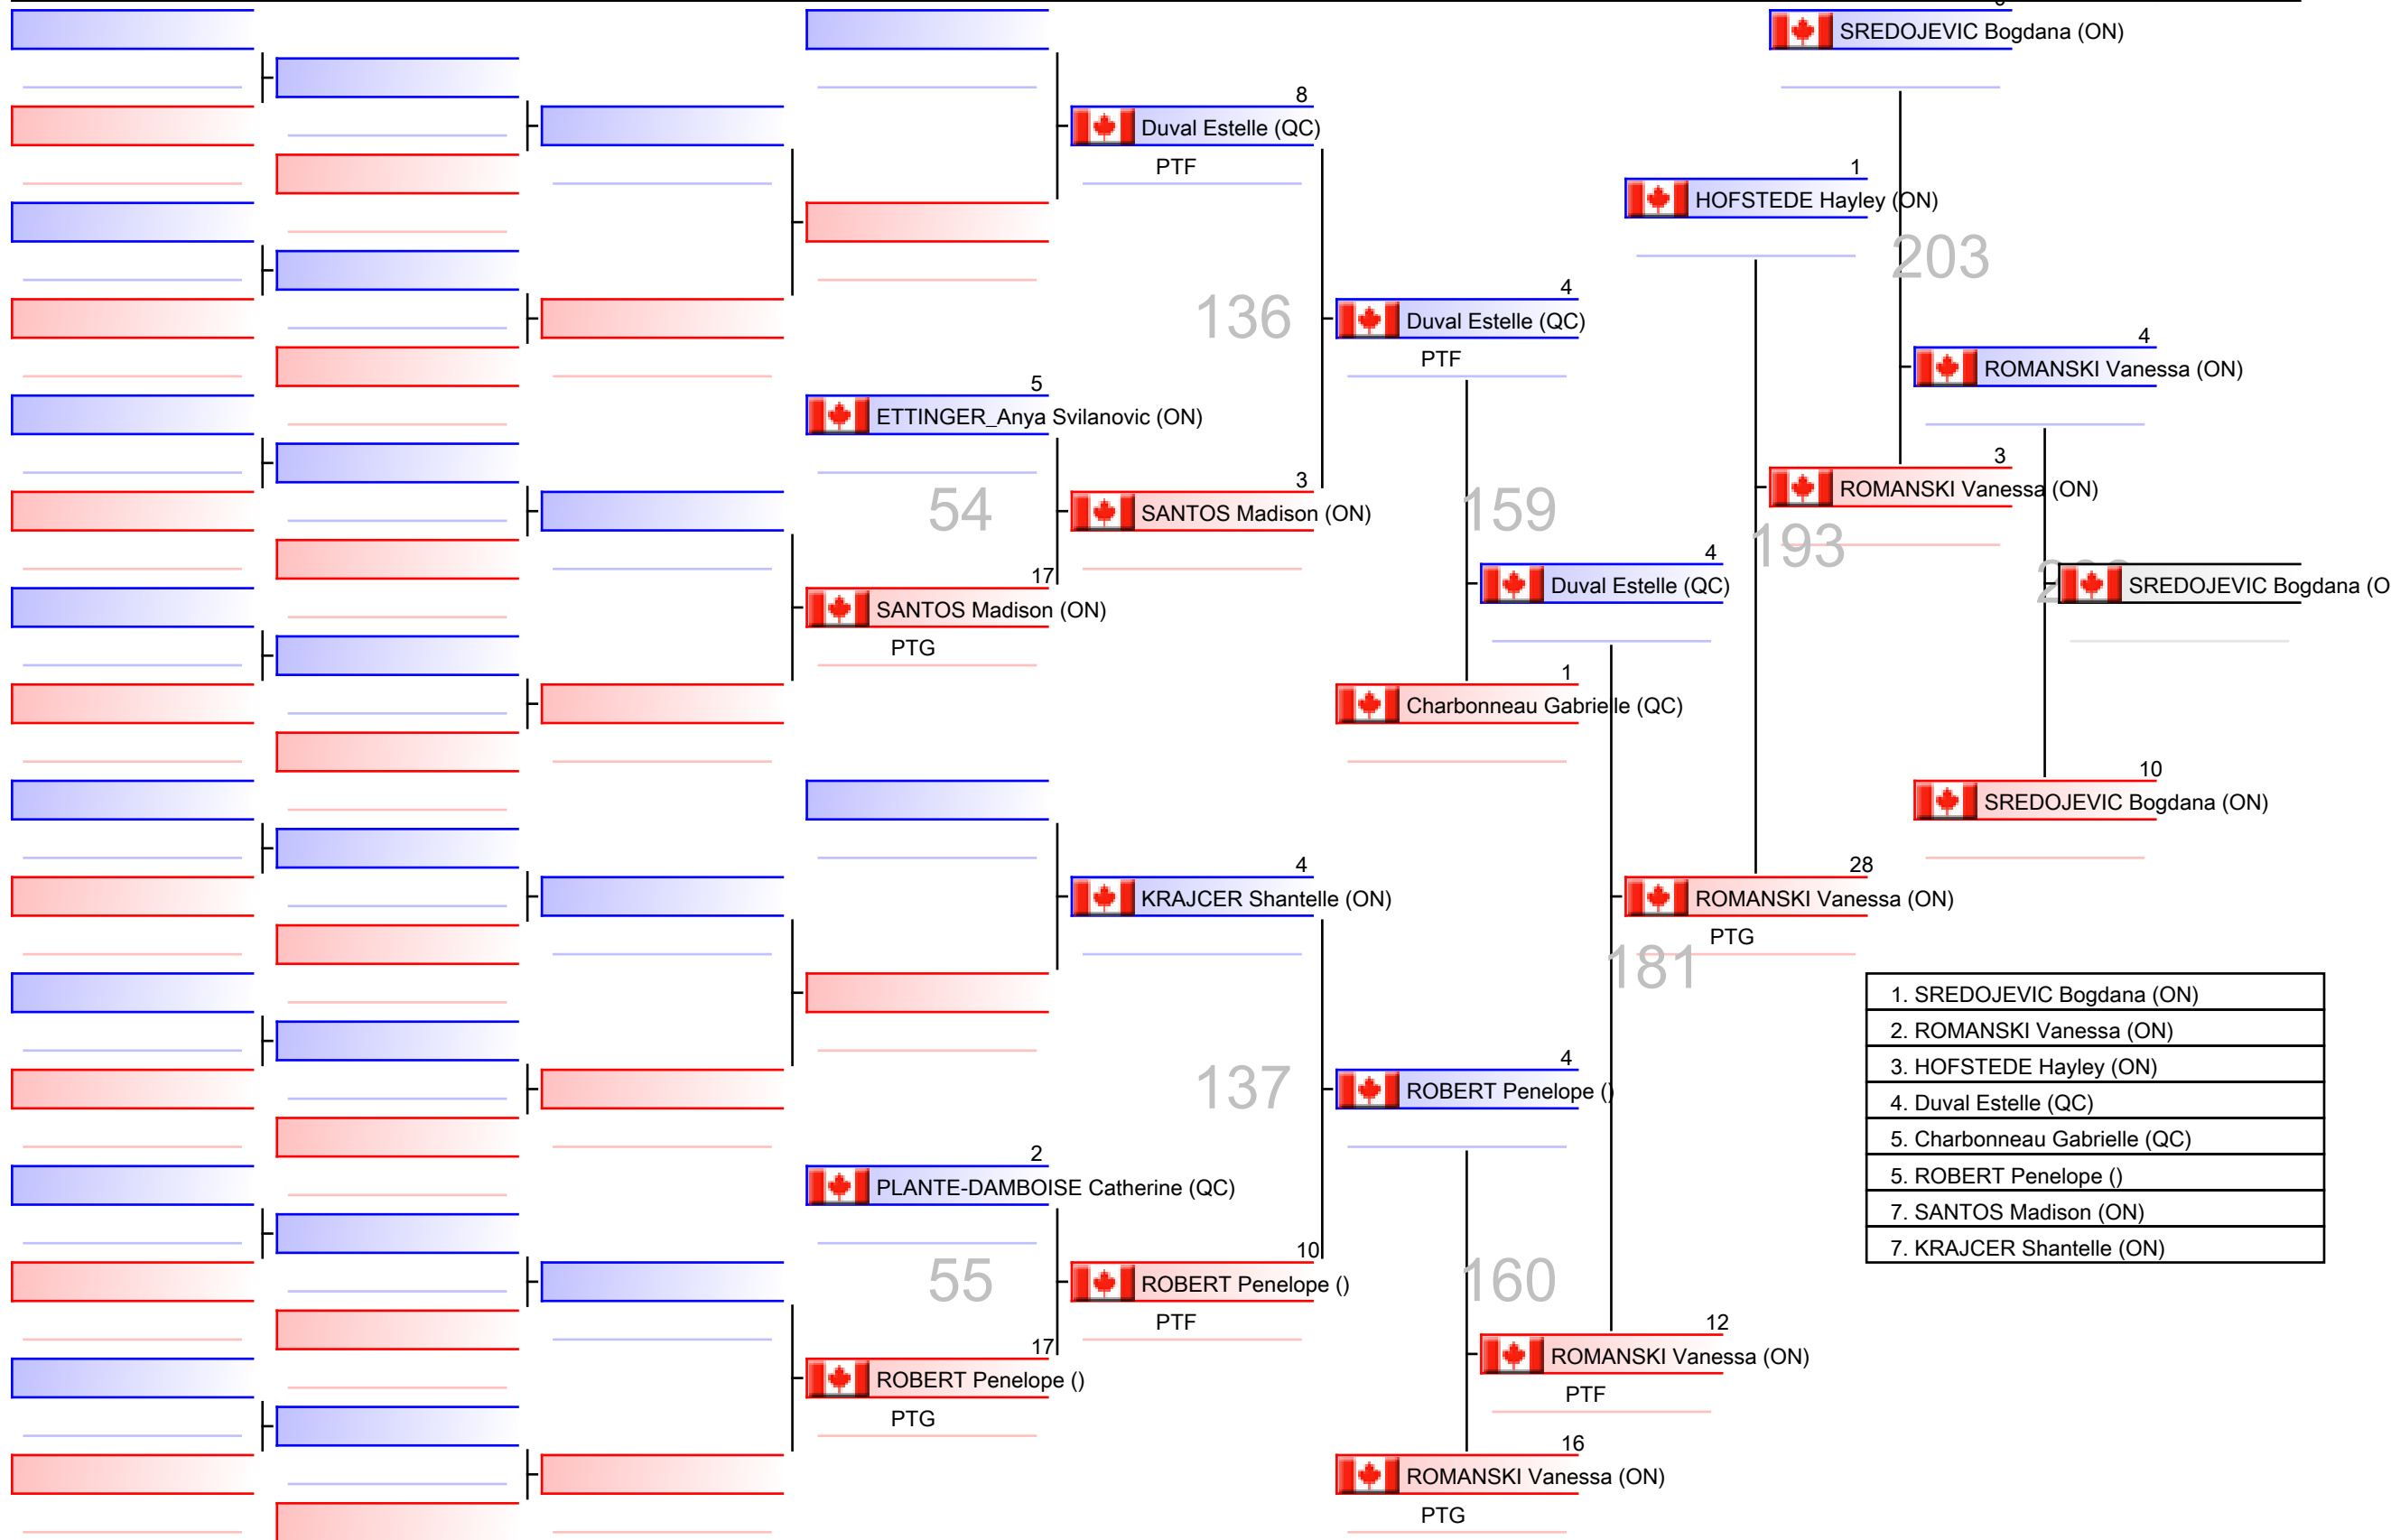 SREDOJEVIC Bogdana (ON)
8
Duval Estelle (QC)
PTF
1
HOFSTEDE Hayley (ON)
203
4
136
Duval Estelle (QC)
PTF
4
ROMANSKI Vanessa (ON)
5
ETTINGER_Anya Svilanovic (ON)
3
ROMANSKI Vanessa (ON)
3
54
SANTOS Madison (ON)
159
193
17
SANTOS Madison (ON)
PTG
4
Duval Estelle (QC)
SREDOJEVIC Bogdana (O
1
Charbonneau Gabrielle (QC)
10
SREDOJEVIC Bogdana (ON)
4
KRAJCER Shantelle (ON)
28
ROMANSKI Vanessa (ON)
PTG
181
1. SREDOJEVIC Bogdana (ON)
2. ROMANSKI Vanessa (ON)
3. HOFSTEDE Hayley (ON)
4. Duval Estelle (QC)
5. Charbonneau Gabrielle (QC)
5. ROBERT Penelope ()
7. SANTOS Madison (ON)
7. KRAJCER Shantelle (ON)
4
137
ROBERT Penelope ()
2
PLANTE-DAMBOISE Catherine (QC)
10
55
ROBERT Penelope ()
PTF
160
17
ROBERT Penelope ()
PTG
12
ROMANSKI Vanessa (ON)
PTF
16
ROMANSKI Vanessa (ON)
PTG